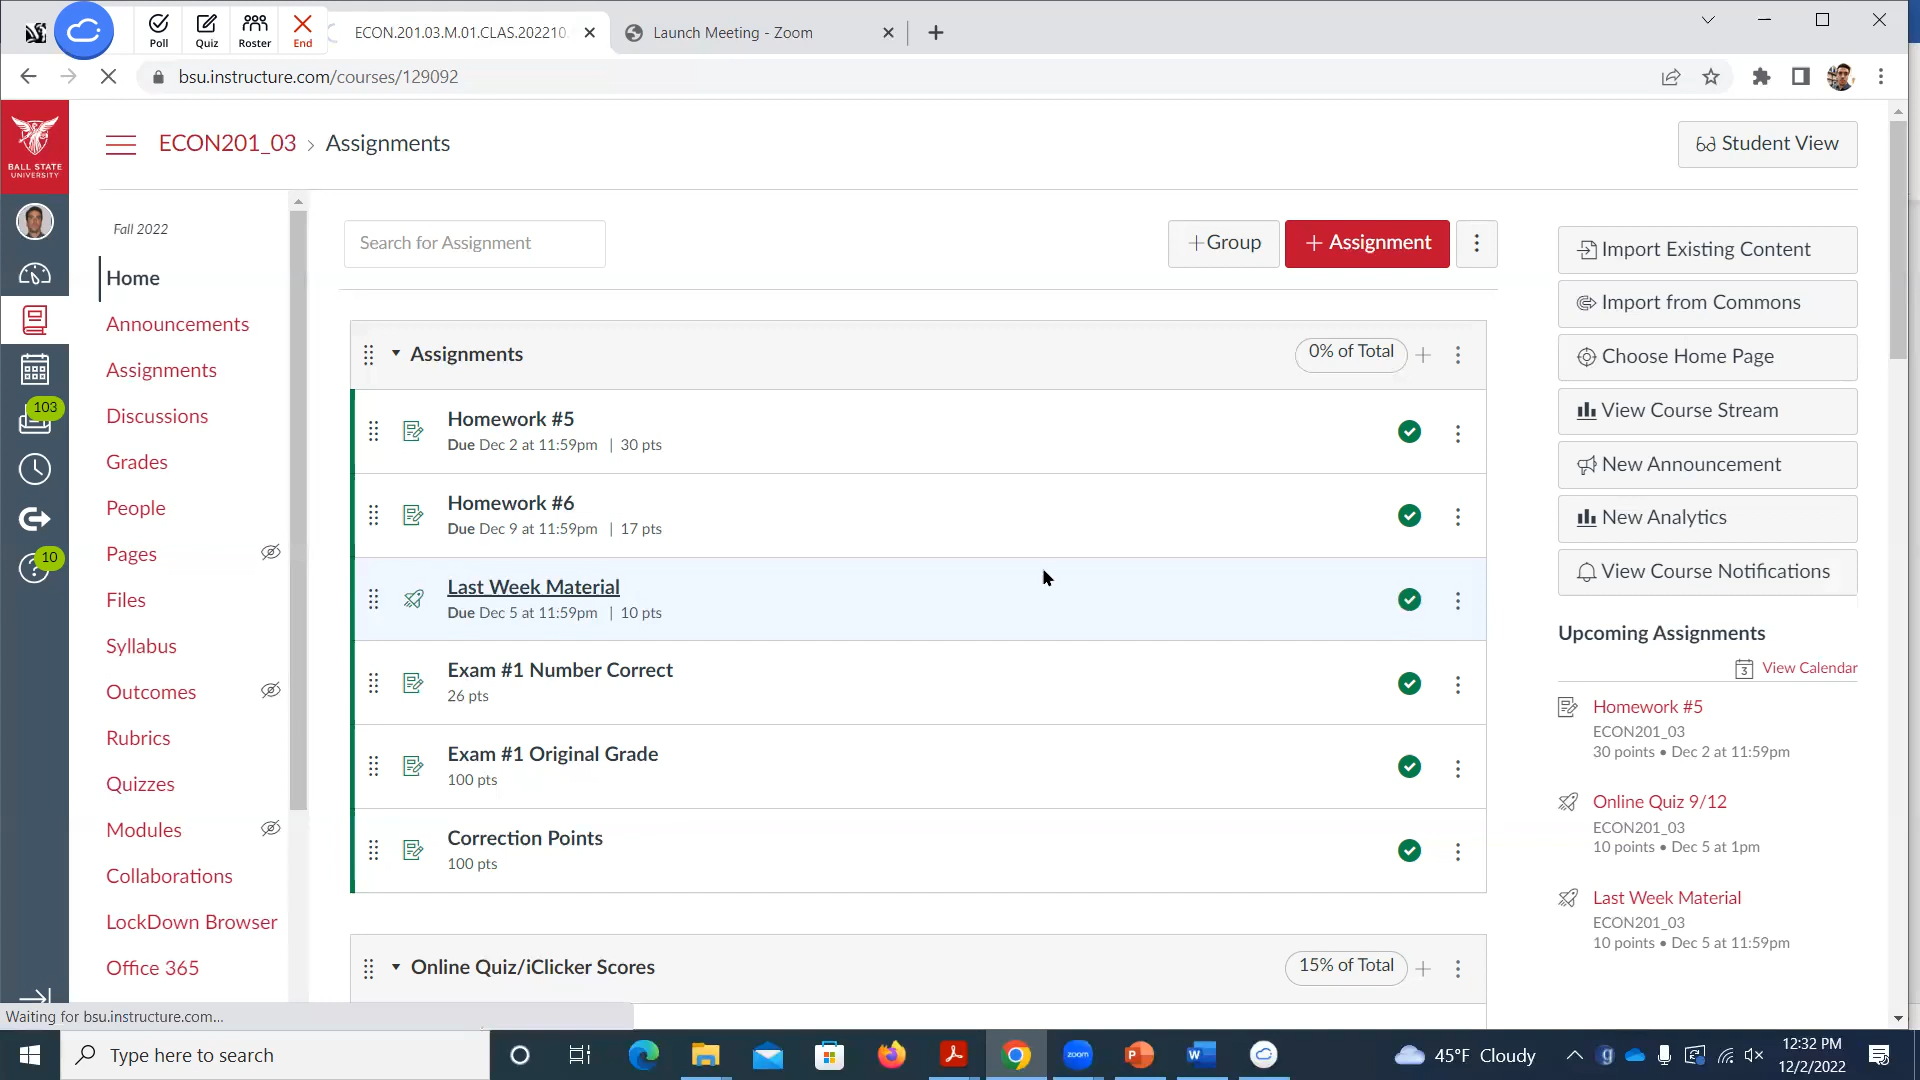 Poll
Quiz
Roster
End
ECON.201.03.M.01.CLAS.202210.
Launch Meeting - Zoom
bsu.instructure.com/courses/129092
BALL STATE
UNIVERSITY
ECON201_03 › Assignments
Student View
Fall 2022
Home
Announcements
Assignments
Discussions
Grades
People
Pages
Files
Syllabus
Outcomes
Rubrics
Quizzes
Modules
Collaborations
LockDown Browser
Office 365
103
10
Search for Assignment
+Group
+ Assignment
Assignments
0% of Total
Homework #5
Due Dec 2 at 11:59pm | 30 pts
Homework #6
Due Dec 9 at 11:59pm | 17 pts
Last Week Material
Due Dec 5 at 11:59pm | 10 pts
Exam #1 Number Correct
26 pts
Exam #1 Original Grade
100 pts
Correction Points
100 pts
Online Quiz/iClicker Scores
15% of Total
Import Existing Content
Import from Commons
Choose Home Page
View Course Stream
New Announcement
New Analytics
View Course Notifications
Upcoming Assignments
3 View Calendar
Homework #5
ECON201_03
30 points • Dec 2 at 11:59pm
Online Quiz 9/12
ECON201_03
10 points • Dec 5 at 1pm
Last Week Material
ECON201_03
10 points • Dec 5 at 11:59pm
Waiting for bsu.instructure.com...
Type here to search
zoom
45°F Cloudy
12:32 PM
12/2/2022